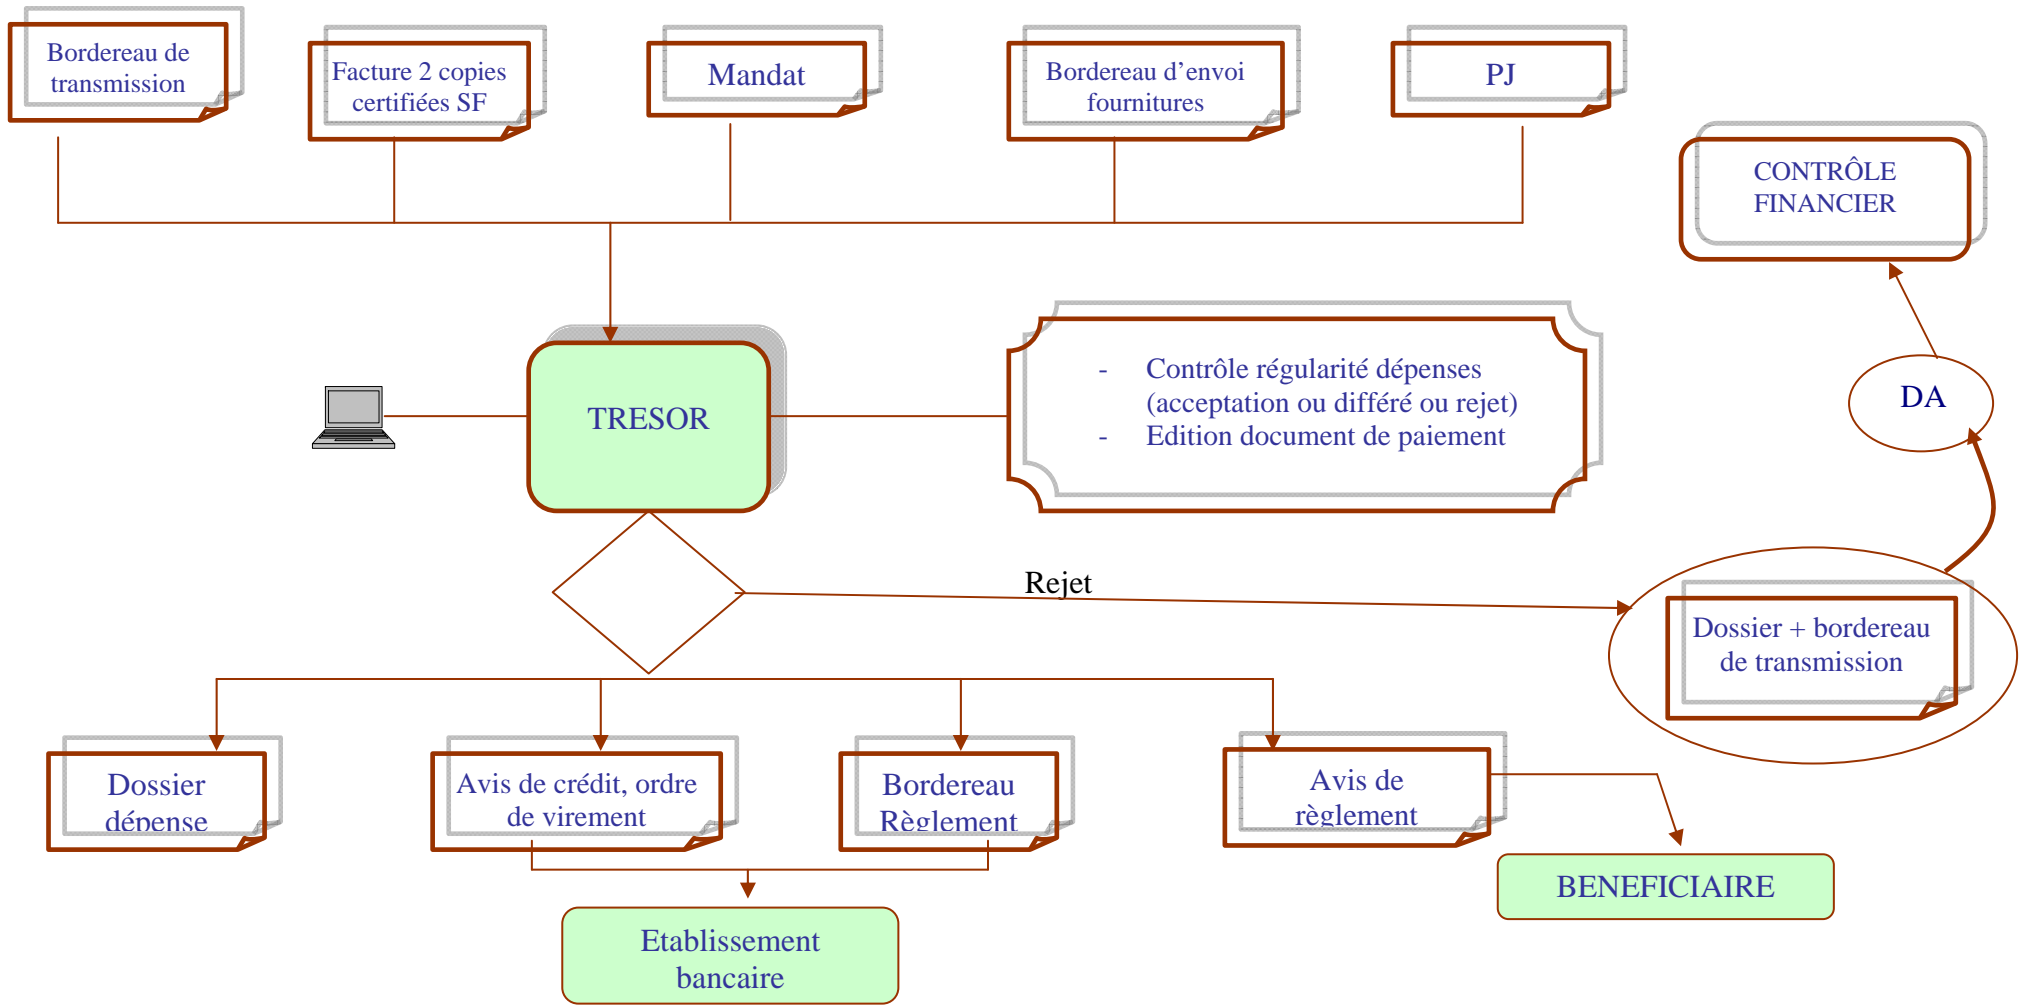 Bordereau de
transmission
Facture 2 copies
certifiées SF
Mandat
Bordereau d’envoi
fournitures
PJ
CONTRÔLE
FINANCIER
TRESOR
- Contrôle régularité dépenses
(acceptation ou différé ou rejet)
- Edition document de paiement
DA
Rejet
Dossier + bordereau
de transmission
Dossier
dépense
Avis de crédit, ordre
de virement
Bordereau
Règlement
Avis de
règlement
BENEFICIAIRE
Etablissement
bancaire